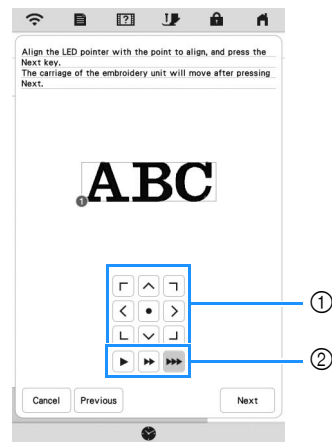 Align the LED pointer with the point to align, and press the
Next key.
The carriage of the embroidery unit will move after pressing
Next.
ABC
1
①
②
Cancel
Previous
Next